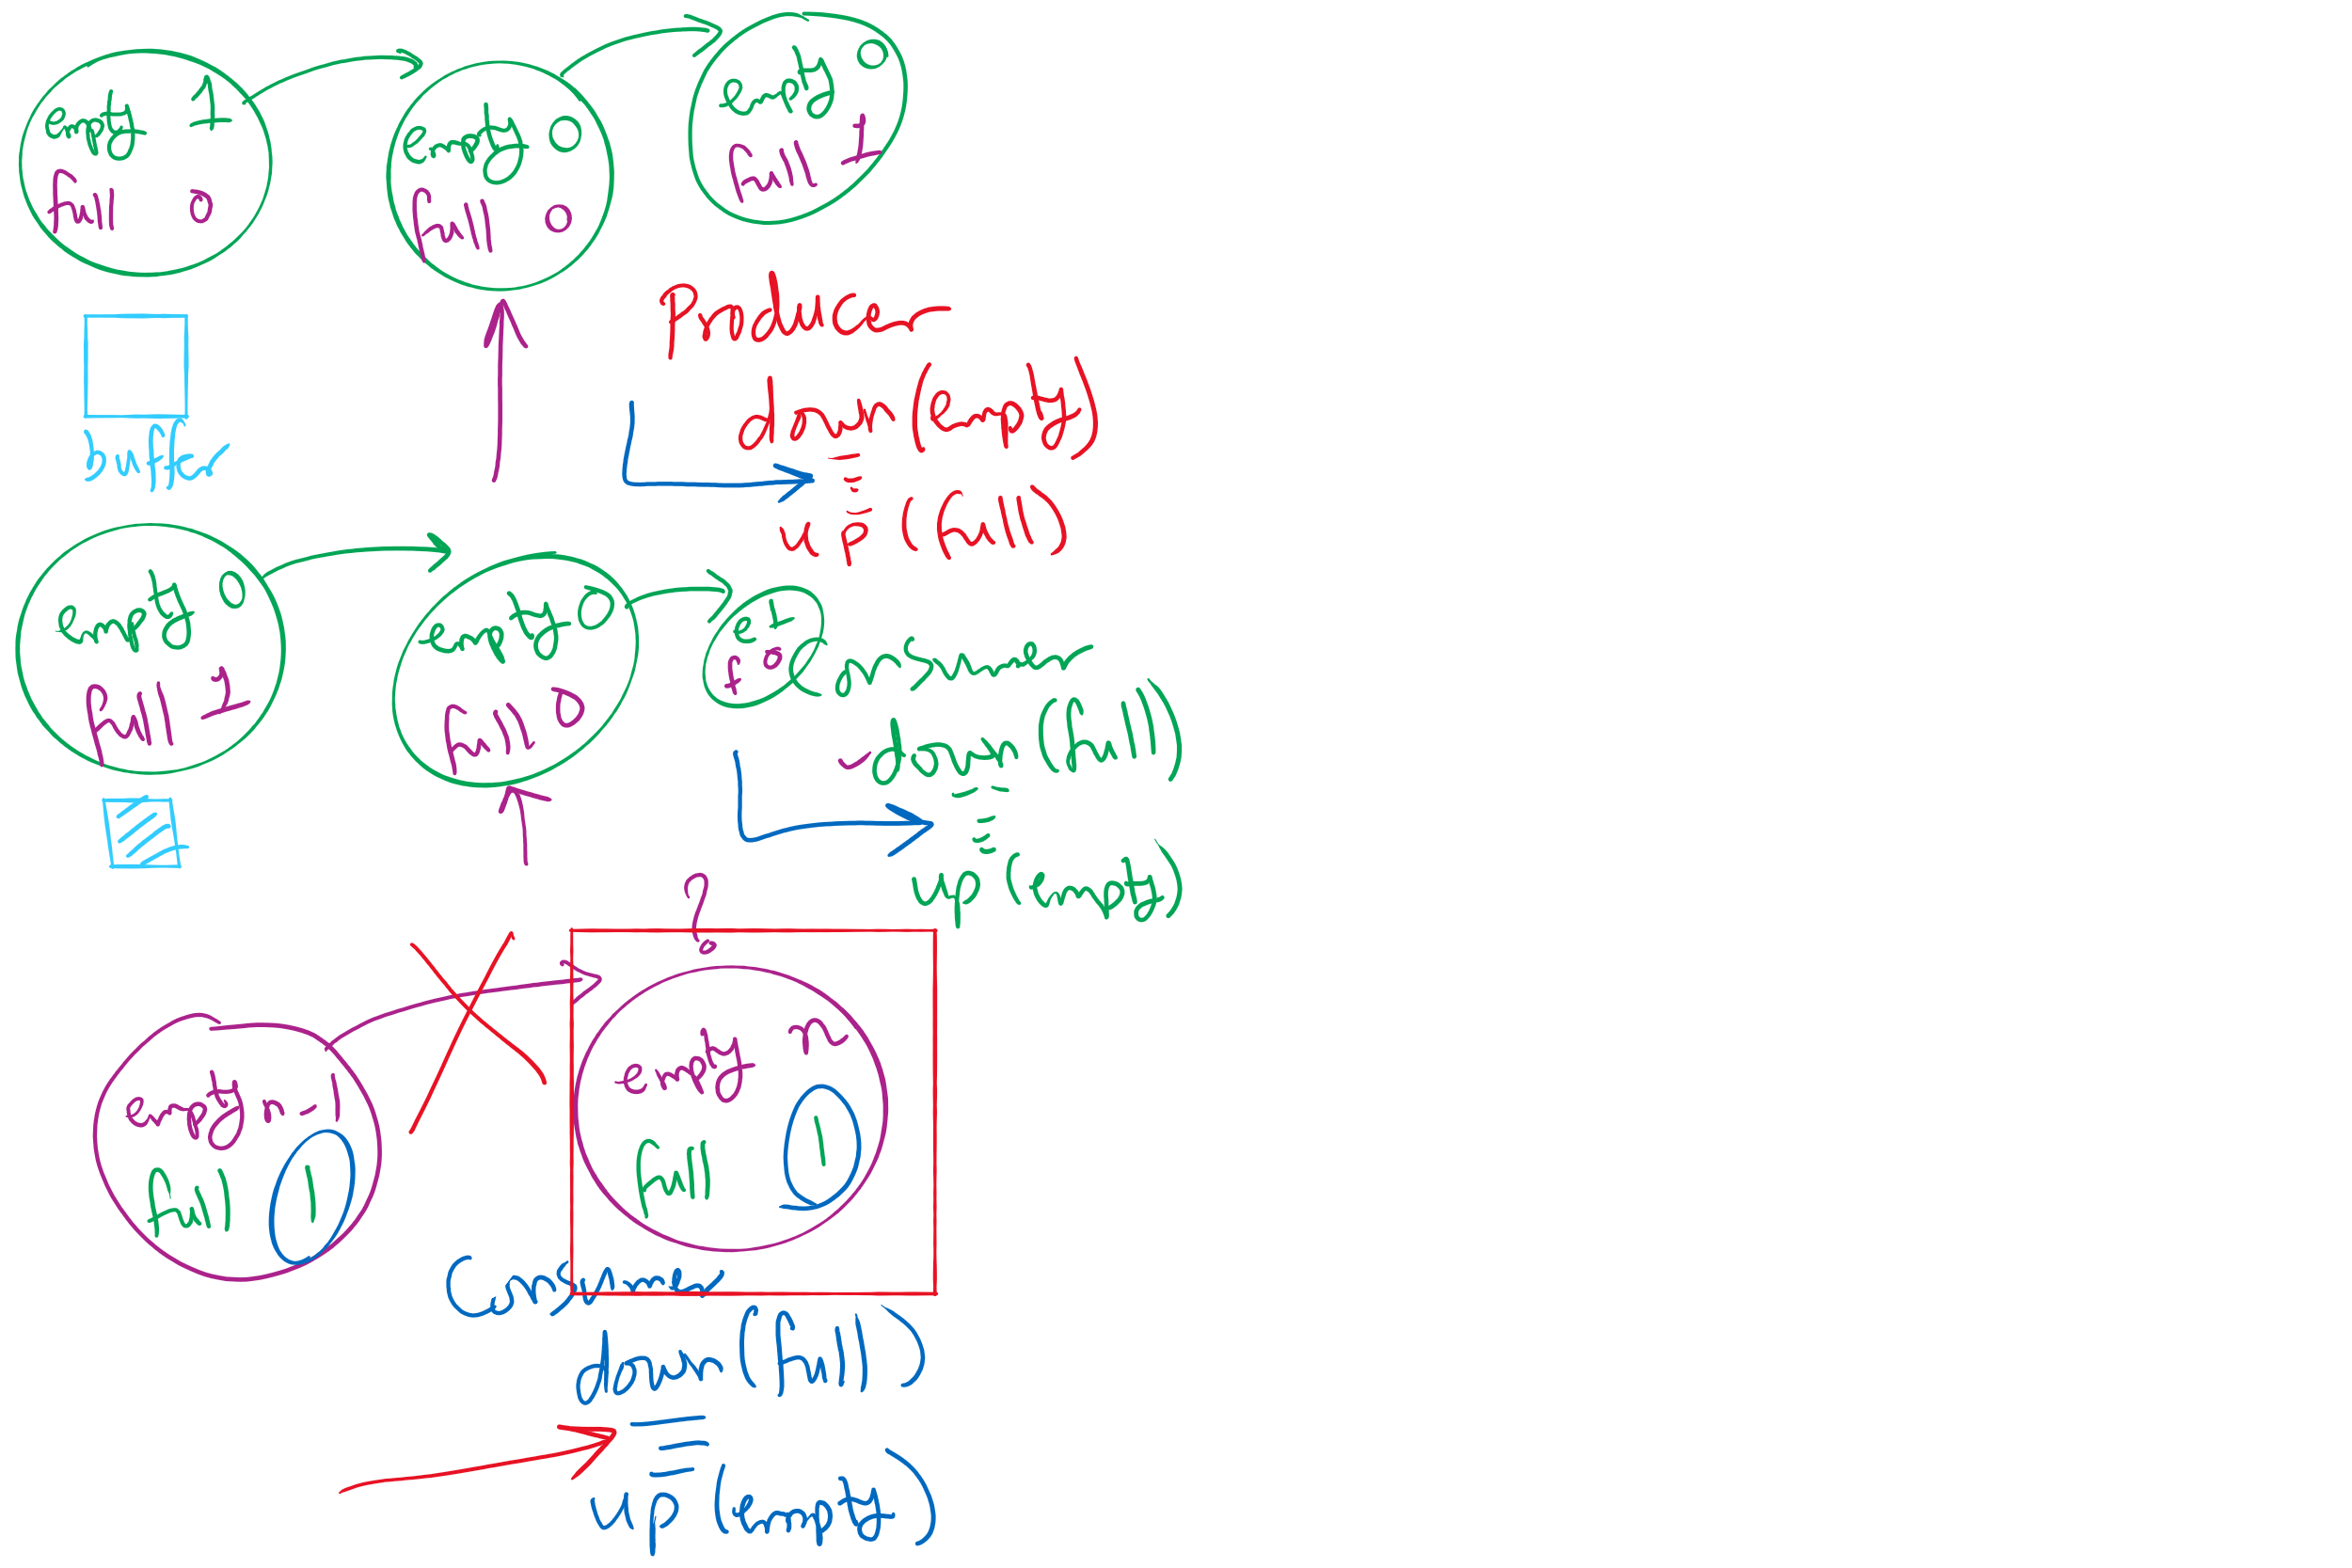 empty 1
full 0
empty 0
full 0
empty 0
full 1
buffer
Producer
down (empty)
up (full)
empty 0
full 1
empty 0
full 0
e 1
f 0
Consumer
down (full)
up (empty)
?
empty n-1
full 1
empty n
full 1
Consumer
down (full)
up (empty)